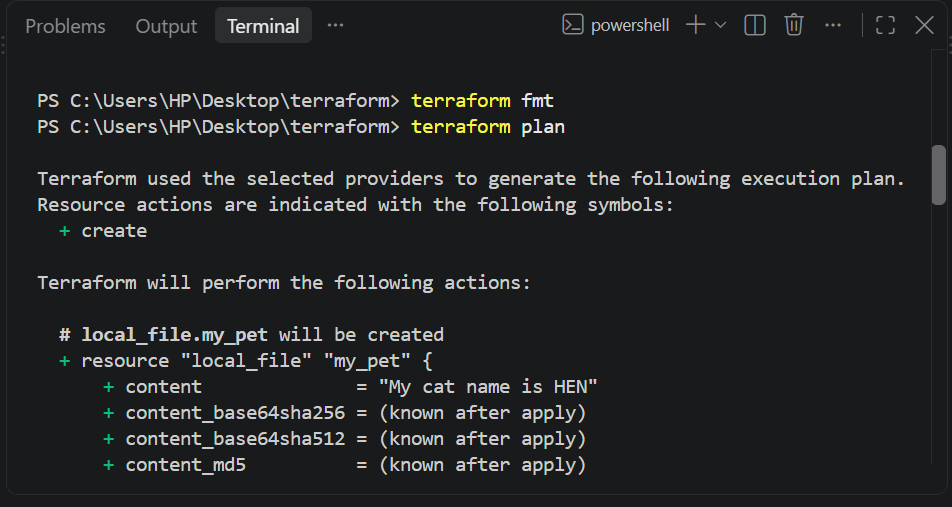 Problems Output Terminal ··· powershell ···
PS C:\Users\HP\Desktop\terraform> terraform fmt
PS C:\Users\HP\Desktop\terraform> terraform plan
Terraform used the selected providers to generate the following execution plan.
Resource actions are indicated with the following symbols:
  + create
Terraform will perform the following actions:
  # local_file.my_pet will be created
  + resource "local_file" "my_pet" {
      + content              = "My cat name is HEN"
      + content_base64sha256 = (known after apply)
      + content_base64sha512 = (known after apply)
      + content_md5          = (known after apply)